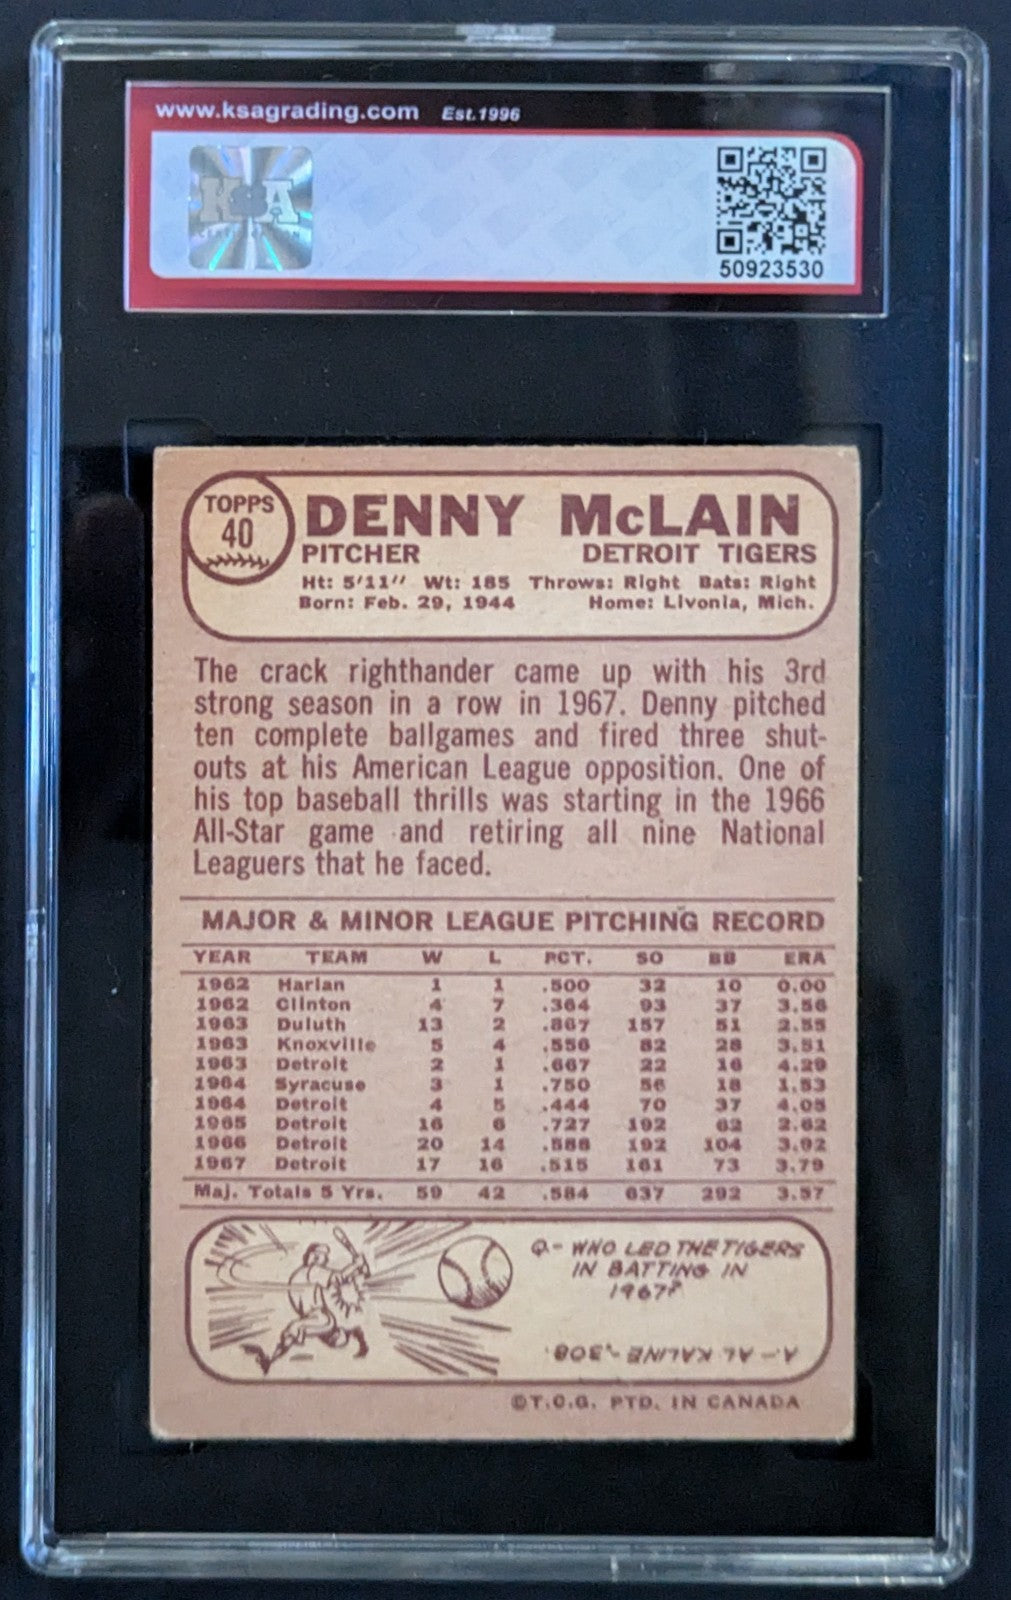 www.ksagrading.com Est.1996
KSA
50923530
TOPPS
40
DENNY McLAIN
PITCHER DETROIT TIGERS
Ht: 5'11" Wt: 185 Throws: Right Bats: Right
Born: Feb. 29, 1944 Home: Livonia, Mich.
The crack righthander came up with his 3rd
strong season in a row in 1967. Denny pitched
ten complete ballgames and fired three shut-
outs at his American League opposition. One of
his top baseball thrills was starting in the 1966
All-Star game and retiring all nine National
Leaguers that he faced.
MAJOR & MINOR LEAGUE PITCHING RECORD
YEAR TEAM W L PCT. SO BB ERA
1962 Harlan 1 1 .500 32 10 0.00
1962 Clinton 4 7 .364 93 37 3.56
1963 Duluth 13 2 .867 157 51 2.55
1963 Knoxville 5 4 .556 82 28 3.51
1963 Detroit 2 1 .667 22 16 4.29
1964 Syracuse 3 1 .750 56 18 1.53
1964 Detroit 4 5 .444 70 37 4.05
1965 Detroit 16 6 .727 192 62 2.62
1966 Detroit 20 14 .588 192 104 3.92
1967 Detroit 17 16 .515 161 73 3.79
Maj. Totals 5 Yrs. 59 42 .584 637 292 3.57
Q- WHO LED THE TIGERS
IN BATTING IN
1967?
A.- AL KALINE -.308.
©T.C.G. PTD. IN CANADA